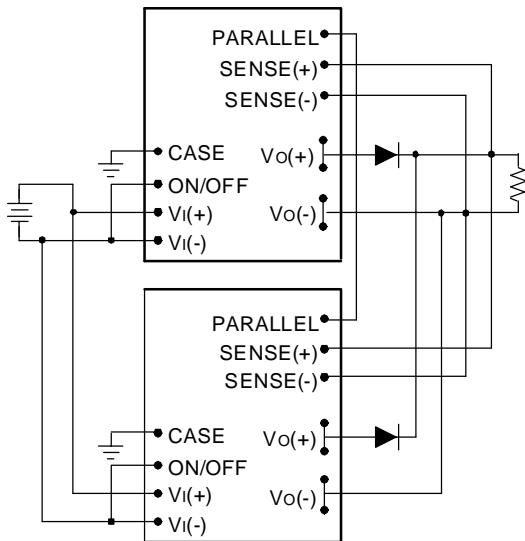 PARALLEL
SENSE(+)
SENSE(-)
CASE
VO(+)
ON/OFF
VI(+)
VO(-)
VI(-)
PARALLEL
SENSE(+)
SENSE(-)
CASE
VO(+)
ON/OFF
VI(+)
VO(-)
VI(-)